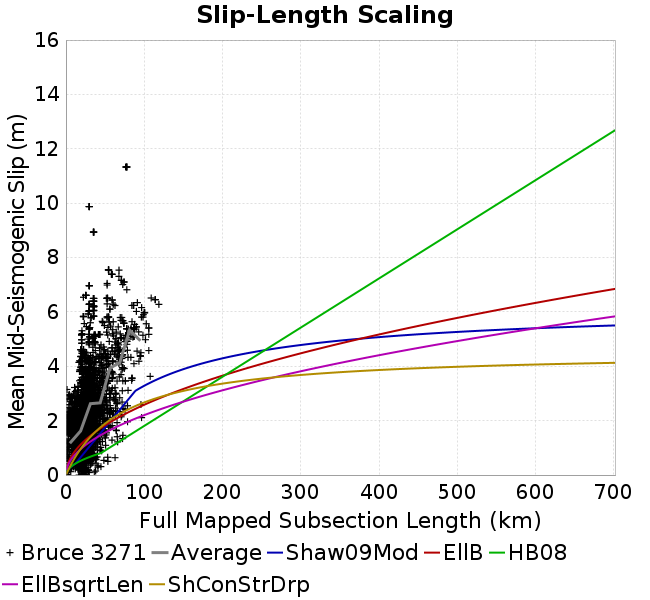 Slip-Length Scaling
Mean Mid-Seismogenic Slip (m)
16
14
12
10
8
6
4
2
0
0 100 200 300 400 500 600 700
Full Mapped Subsection Length (km)
Bruce 3271 Average Shaw09Mod EllB HB08
EllBsqrtLen ShConStrDrp